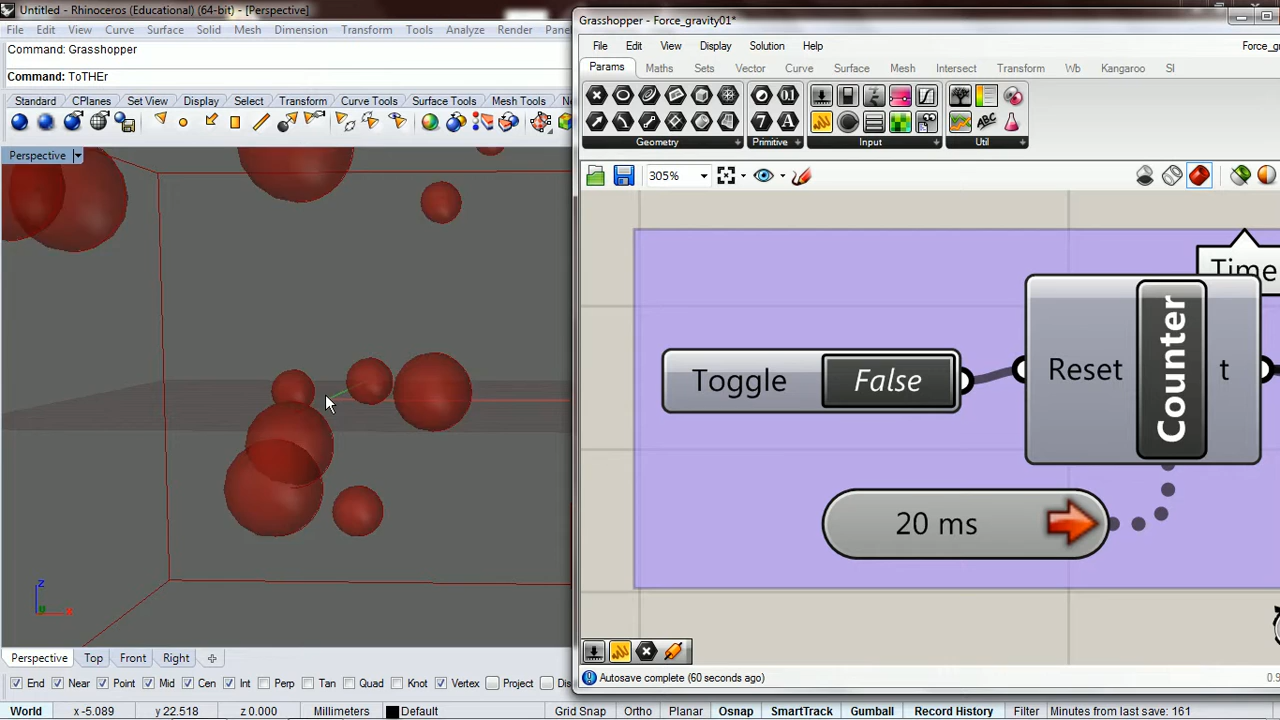 Untitled - Rhinoceros (Educational) (64-bit) - [Perspective]
File Edit View Curve Surface Solid Mesh Dimension Transform Tools Analyze Render
Command: Grasshopper
Command: ToTHEr
Standard CPlanes Set View Display Select Transform Curve Tools Surface Tools Mesh Tools
Perspective
z
x
Perspective Top Front Right
End Near Point Mid Cen Int Perp Tan Quad Knot Vertex Project
World x -5.089 y 22.518 z 0.000 Millimeters Default Grid Snap Ortho Planar Osnap SmartTrack Gumball Record History Filter Minutes from last save: 161
Grasshopper - Force_gravity01*
File Edit View Display Solution Help
Params Maths Sets Vector Curve Surface Mesh Intersect Transform Wb Kangaroo
Geometry Primitive Input Util
305%
Time
Toggle False
Reset Counter t
20 ms
Autosave complete (60 seconds ago)